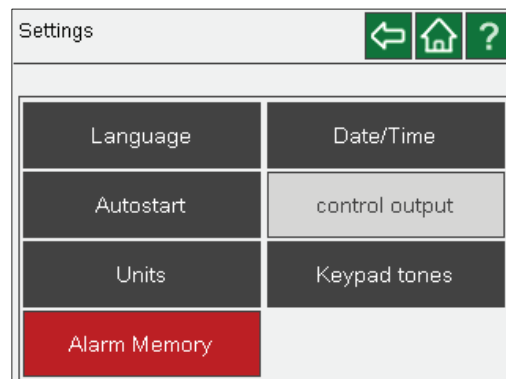 Settings ?
Language Date/Time
Autostart control output
Units Keypad tones
Alarm Memory